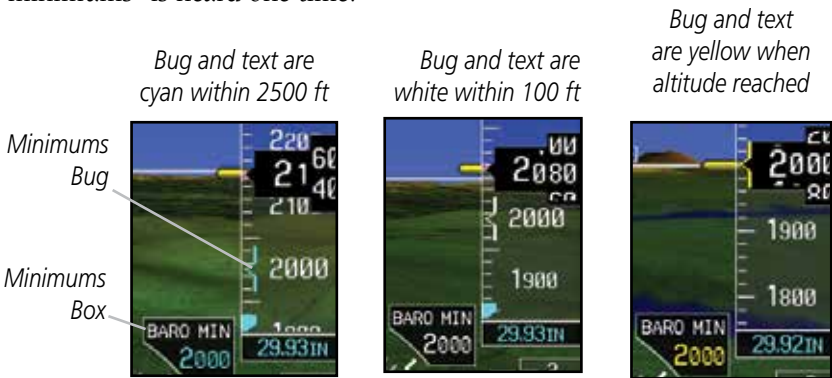 minimums” is heard one time.
Bug and text are
cyan within 2500 ft
Bug and text are
white within 100 ft
Bug and text
are yellow when
altitude reached
Minimums
Bug
Minimums
Box
220
60
21
40
210
2000
BARO MIN
2000
29.93IN
2080
2000
1900
BARO MIN
2000
29.93IN
2000
1900
1800
BARO MIN
2000
29.92IN